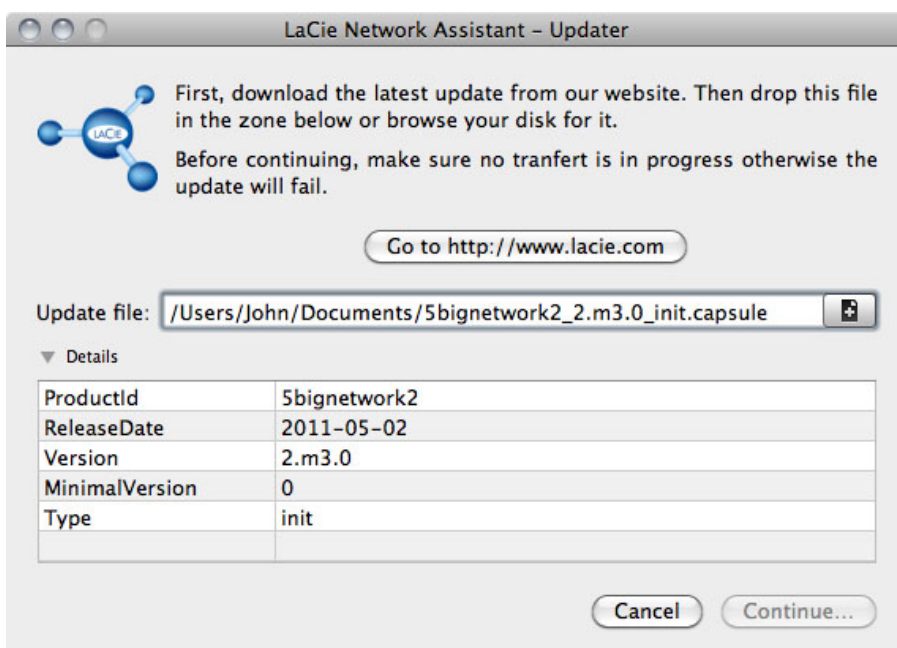 LaCie Network Assistant – Updater
First, download the latest update from our website. Then drop this file
in the zone below or browse your disk for it.
Before continuing, make sure no tranfert is in progress otherwise the
update will fail.
LACIE
Go to http://www.lacie.com
Update file: /Users/John/Documents/5bignetwork2_2.m3.0_init.capsule
Details
ProductId 5bignetwork2
ReleaseDate 2011-05-02
Version 2.m3.0
MinimalVersion 0
Type init
Cancel Continue...